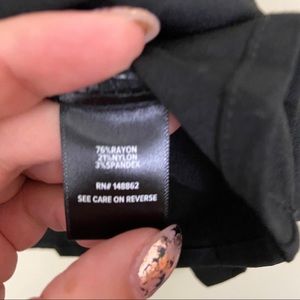 76%RAYON
21%NYLON
3%SPANDEX
RN# 148862
SEE CARE ON REVERSE